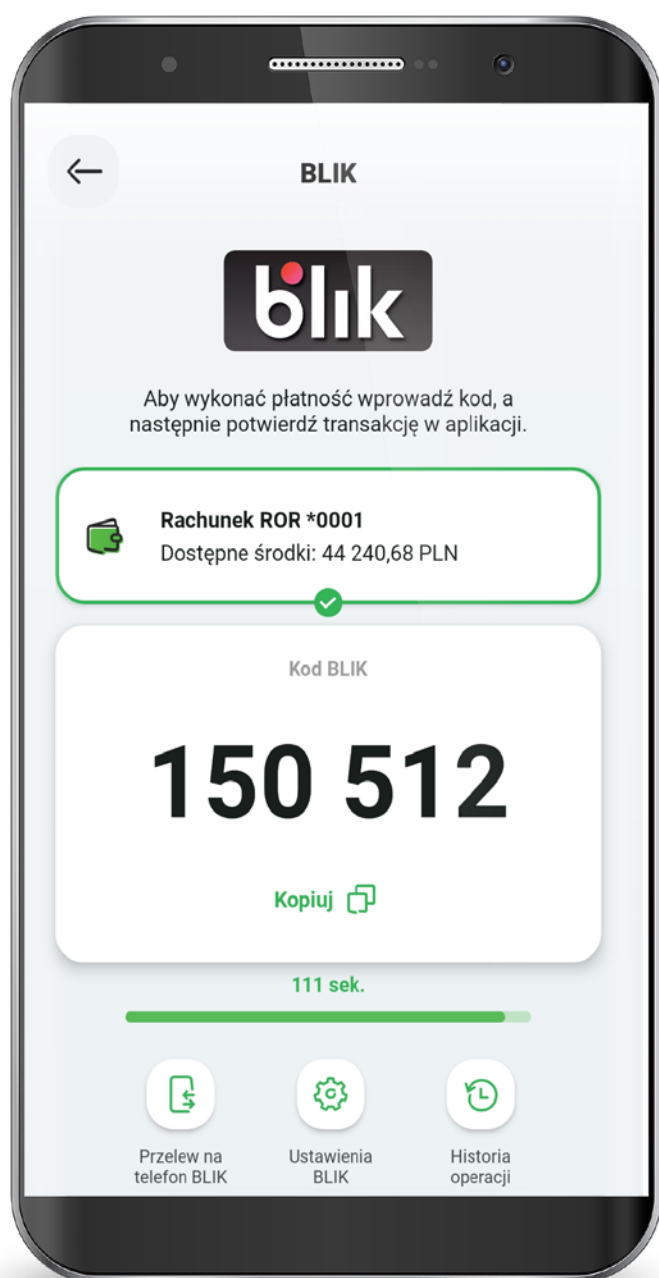 BLIK
blik
Aby wykonać płatność wprowadź kod, a
następnie potwierdź transakcję w aplikacji.
Rachunek ROR *0001
Dostępne środki: 44 240,68 PLN
Kod BLIK
150 512
Kopiuj
111 sek.
Przelew na
telefon BLIK
Ustawienia
BLIK
Historia
operacji